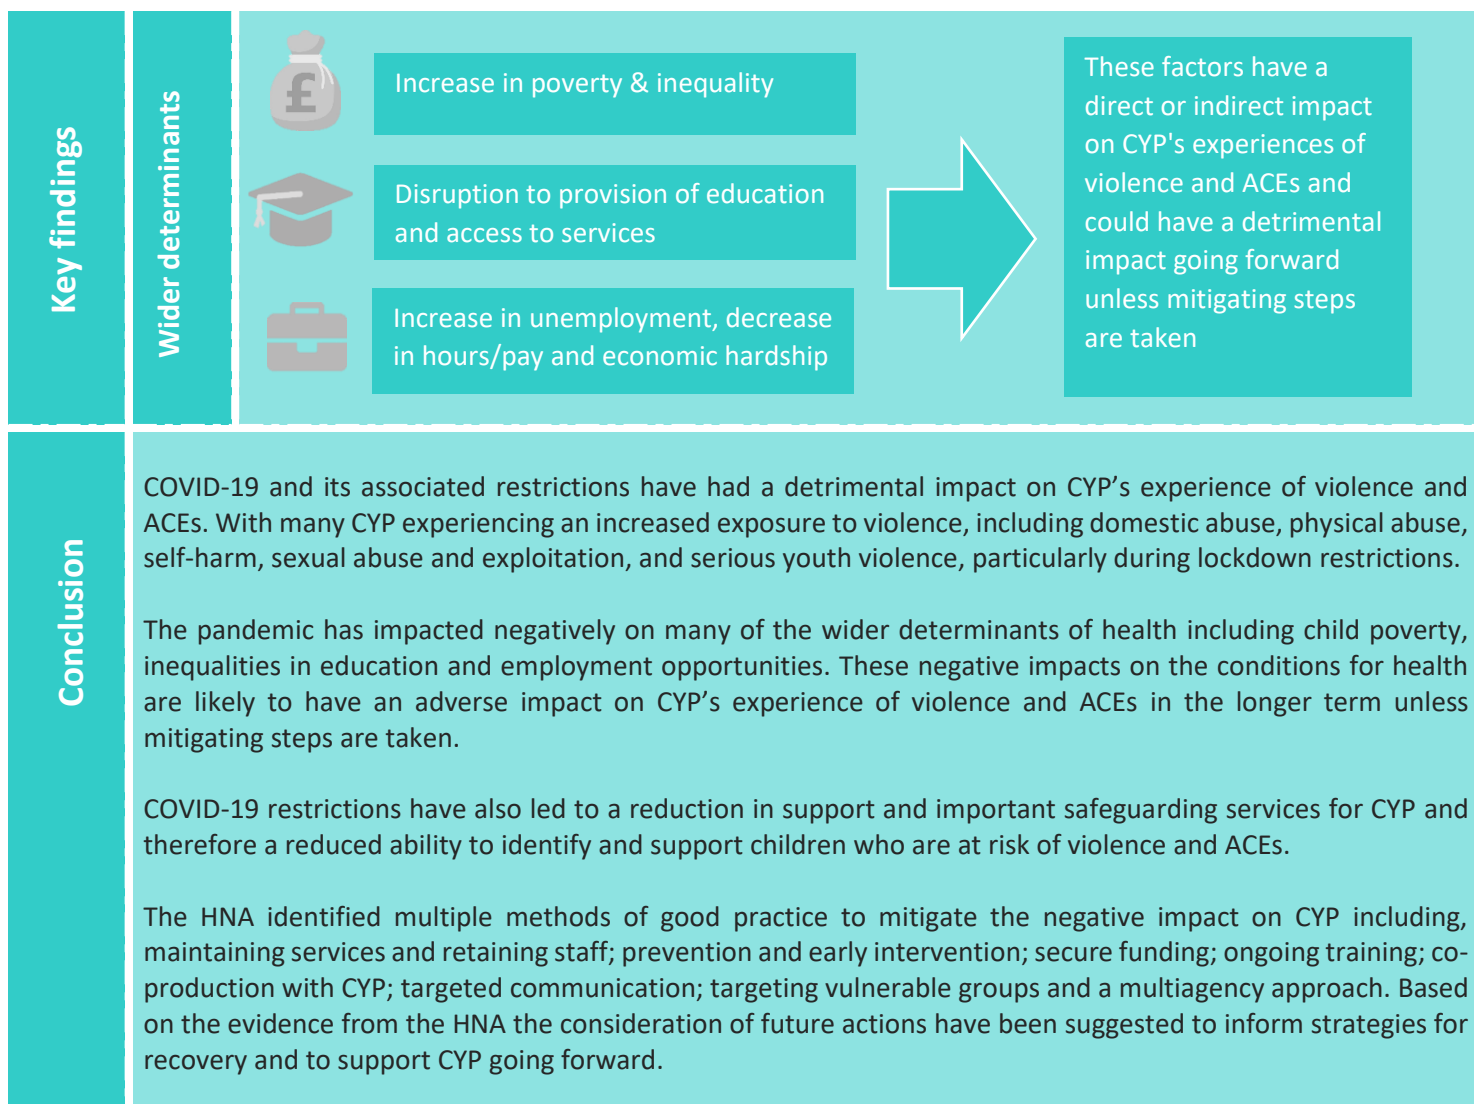 Key findings
Wider determinants
£
Increase in poverty & inequality
Disruption to provision of education
and access to services
Increase in unemployment, decrease
in hours/pay and economic hardship
These factors have a
direct or indirect impact
on CYP's experiences of
violence and ACEs and
could have a detrimental
impact going forward
unless mitigating steps
are taken
Conclusion
COVID-19 and its associated restrictions have had a detrimental impact on CYP’s experience of violence and
ACEs. With many CYP experiencing an increased exposure to violence, including domestic abuse, physical abuse,
self-harm, sexual abuse and exploitation, and serious youth violence, particularly during lockdown restrictions.
The pandemic has impacted negatively on many of the wider determinants of health including child poverty,
inequalities in education and employment opportunities. These negative impacts on the conditions for health
are likely to have an adverse impact on CYP’s experience of violence and ACEs in the longer term unless
mitigating steps are taken.
COVID-19 restrictions have also led to a reduction in support and important safeguarding services for CYP and
therefore a reduced ability to identify and support children who are at risk of violence and ACEs.
The HNA identified multiple methods of good practice to mitigate the negative impact on CYP including,
maintaining services and retaining staff; prevention and early intervention; secure funding; ongoing training; co-
production with CYP; targeted communication; targeting vulnerable groups and a multiagency approach. Based
on the evidence from the HNA the consideration of future actions have been suggested to inform strategies for
recovery and to support CYP going forward.